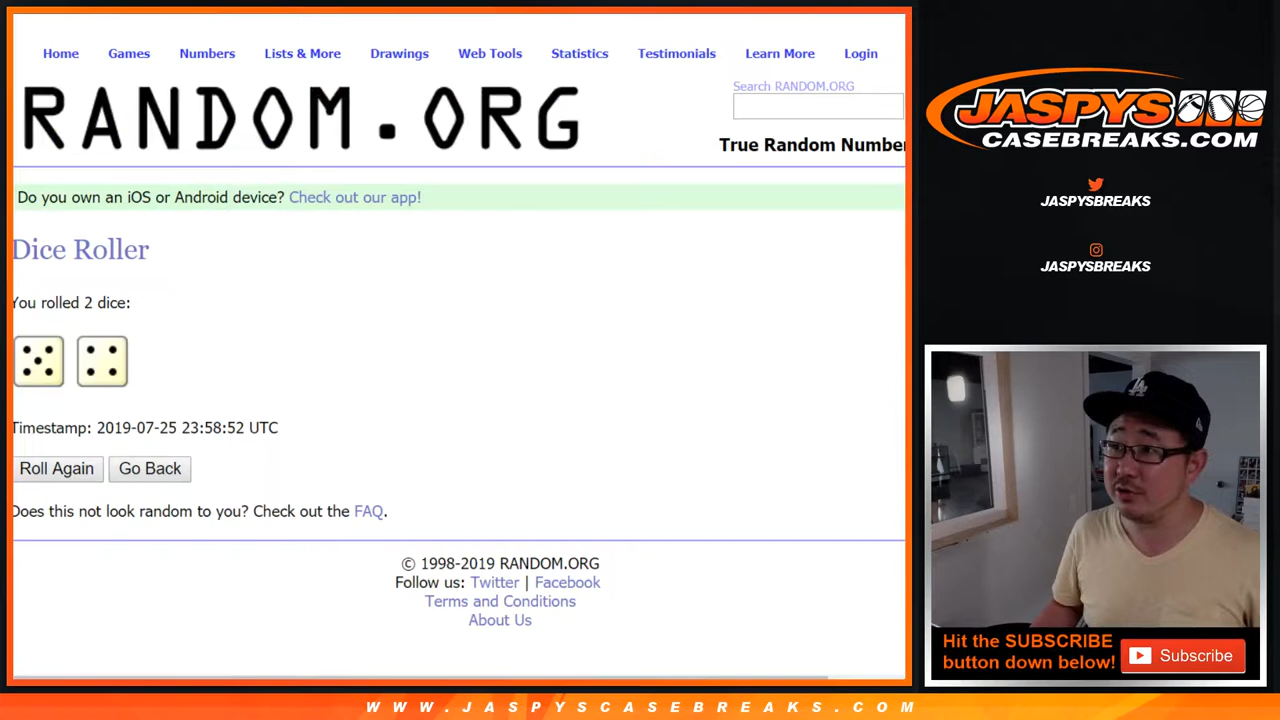 Home Games Numbers Lists & More Drawings Web Tools Statistics Testimonials Learn More Login
RANDOM.ORG
Search RANDOM.ORG
True Random Number
Do you own an iOS or Android device? Check out our app!
Dice Roller
You rolled 2 dice:
Timestamp: 2019-07-25 23:58:52 UTC
Roll Again Go Back
Does this not look random to you? Check out the FAQ.
© 1998-2019 RANDOM.ORG
Follow us: Twitter | Facebook
Terms and Conditions
About Us
JASPYS
CASEBREAKS.COM
JASPYSBREAKS
JASPYSBREAKS
LA
Hit the SUBSCRIBE
button down below!
Subscribe
WWW.JASPYSCASEBREAKS.COM